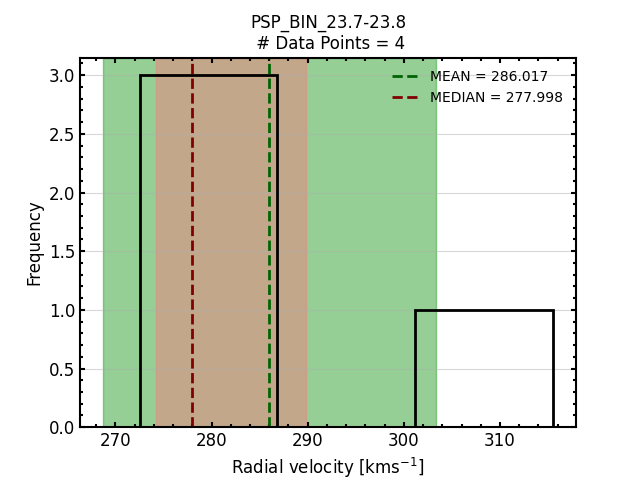 PSP_BIN_23.7-23.8
# Data Points = 4
MEAN = 286.017
MEDIAN = 277.998
3.0
2.5
2.0
1.5
1.0
0.5
0.0
Frequency
270 280 290 300 310
Radial velocity [kms⁻¹]